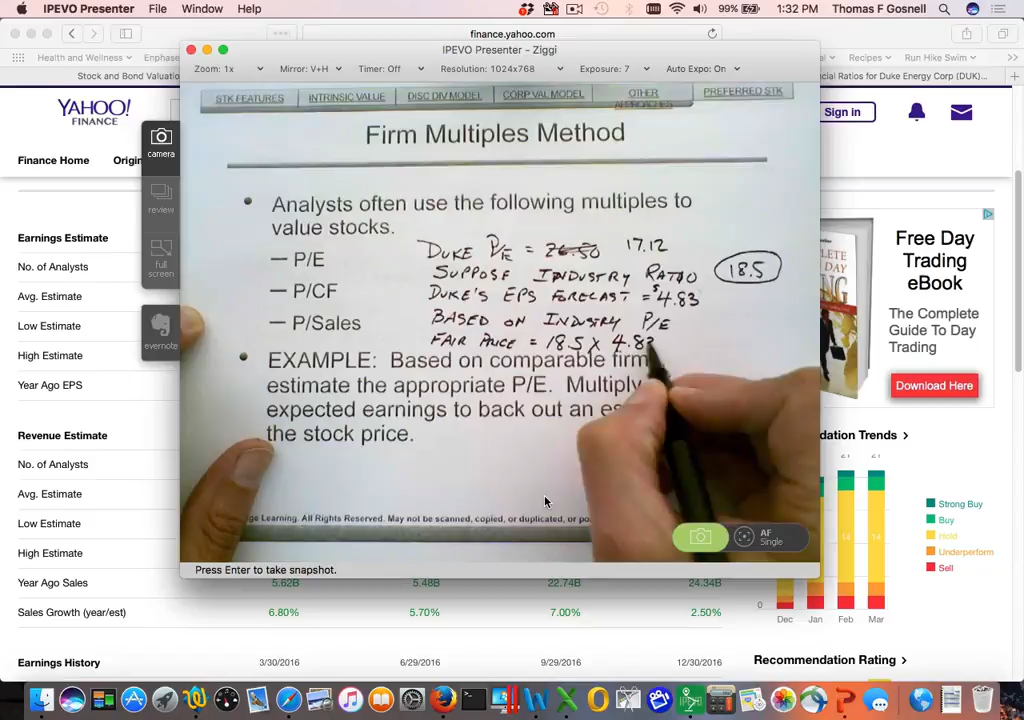 IPEVO Presenter File Window Help
99% 1:32 PM Thomas F Gosnell
finance.yahoo.com
Health and Wellness Enphase
Recipes Run Hike Swim
Stock and Bond Valuatio
cial Ratios for Duke Energy Corp (DUK)...
YAHOO!
FINANCE
Sign in
Finance Home Origin
IPEVO Presenter - Ziggi
Zoom: 1x Mirror: V+H Timer: Off Resolution: 1024x768 Exposure: 7 Auto Expo: On
camera
review
full
screen
evernote
STK FEATURES INTRINSIC VALUE DISC DIV MODEL CORP VAL MODEL OTHER APPROACHES PREFERRED STK
Firm Multiples Method
• Analysts often use the following multiples to
value stocks.
– P/E
– P/CF
– P/Sales
DUKE P/E = 26.50 17.12
SUPPOSE INDUSTRY RATIO 18.5
DUKE'S EPS FORECAST = $4.83
BASED ON INDUSTRY P/E
FAIR PRICE = 18.5 X 4.83
• EXAMPLE: Based on comparable firm
estimate the appropriate P/E. Multiply
expected earnings to back out an es
the stock price.
ge Learning. All Rights Reserved. May not be scanned, copied, or duplicated, or po
AF
Single
Press Enter to take snapshot.
Earnings Estimate
No. of Analysts
Avg. Estimate
Low Estimate
High Estimate
Year Ago EPS
Revenue Estimate
No. of Analysts
Avg. Estimate
Low Estimate
High Estimate
Year Ago Sales 5.62B 5.48B 22.74B 24.34B
Sales Growth (year/est) 6.80% 5.70% 7.00% 2.50%
Earnings History 3/30/2016 6/29/2016 9/29/2016 12/30/2016
Free Day
Trading
eBook
The Complete
Guide To Day
Trading
Download Here
dation Trends >
21 21
14 14
0
Dec Jan Feb Mar
Strong Buy
Buy
Hold
Underperform
Sell
Recommendation Rating >